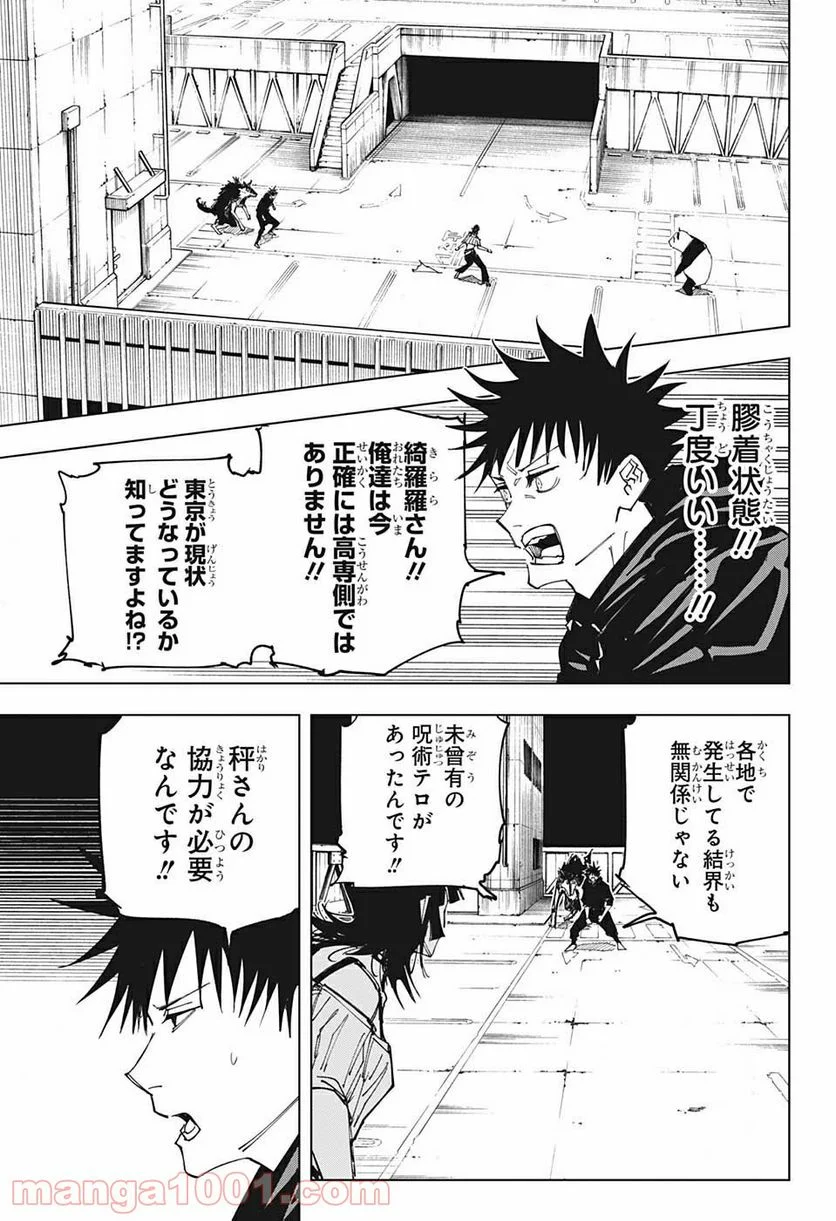 膠着状態!!
丁度いい………!!
綺羅羅さん!!
俺達は今
正確には高専側では
ありません!!
東京が現状
どうなっているか
知ってますよね!?
各地で
発生してる結界も
無関係じゃない
未曾有の
呪術テロが
あったんです!!
秤さんの
協力が必要
なんです!!
manga1001.com